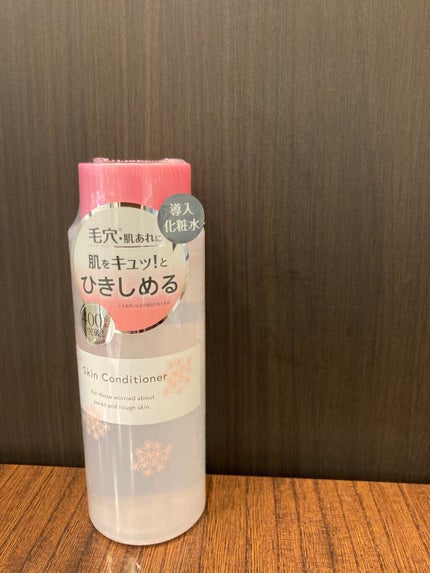 導入
化粧水
毛穴・肌あれに
肌をキュッ!と
ひきしめる
400
Skin Conditioner
For those worried about
pores and rough skin.